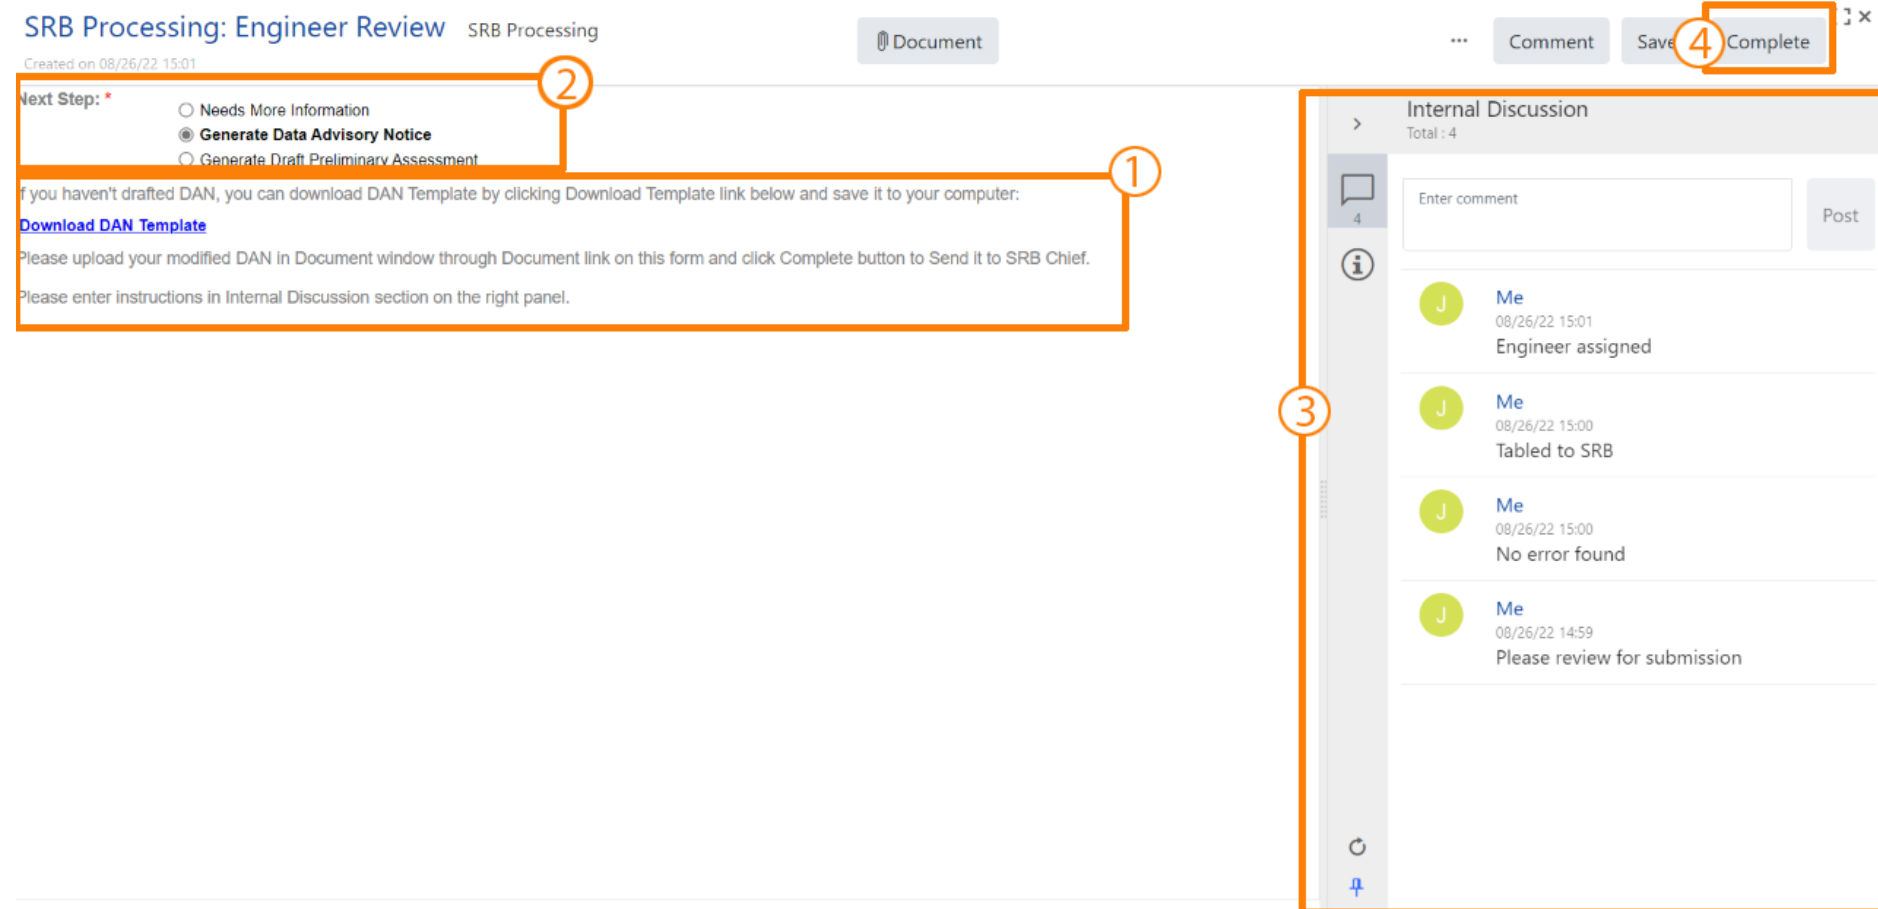 SRB Processing: Engineer Review SRB Processing
Created on 08/26/22 15:01
Document
... Comment Save Complete
4
2
Next Step: *
Needs More Information
Generate Data Advisory Notice
Generate Draft Preliminary Assessment
1
If you haven't drafted DAN, you can download DAN Template by clicking Download Template link below and save it to your computer:
Download DAN Template
Please upload your modified DAN in Document window through Document link on this form and click Complete button to Send it to SRB Chief.
Please enter instructions in Internal Discussion section on the right panel.
3
Internal Discussion
Total : 4
4
Enter comment
Post
J
Me
08/26/22 15:01
Engineer assigned
J
Me
08/26/22 15:00
Tabled to SRB
J
Me
08/26/22 15:00
No error found
J
Me
08/26/22 14:59
Please review for submission